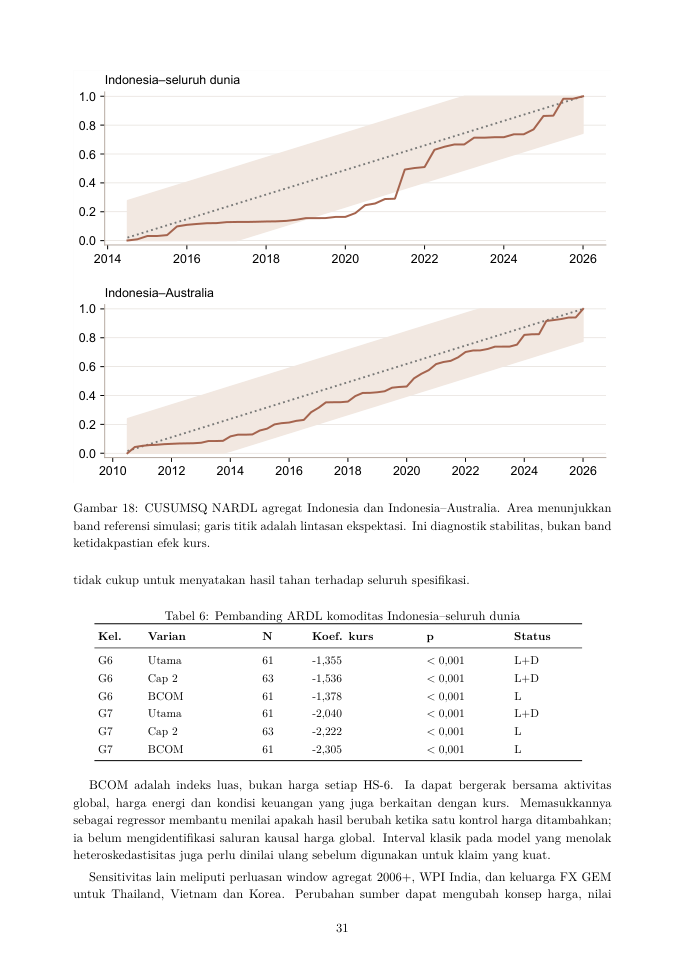 Indonesia–seluruh dunia
1.0
0.8
0.6
0.4
0.2
0.0
2014 2016 2018 2020 2022 2024 2026
Indonesia–Australia
1.0
0.8
0.6
0.4
0.2
0.0
2010 2012 2014 2016 2018 2020 2022 2024 2026
Gambar 18: CUSUMSQ NARDL agregat Indonesia dan Indonesia–Australia. Area menunjukkan
band referensi simulasi; garis titik adalah lintasan ekspektasi. Ini diagnostik stabilitas, bukan band
ketidakpastian efek kurs.
tidak cukup untuk menyatakan hasil tahan terhadap seluruh spesifikasi.
Tabel 6: Pembanding ARDL komoditas Indonesia–seluruh dunia
Kel. Varian N Koef. kurs p Status
G6 Utama 61 -1,355 < 0,001 L+D
G6 Cap 2 63 -1,536 < 0,001 L+D
G6 BCOM 61 -1,378 < 0,001 L
G7 Utama 61 -2,040 < 0,001 L+D
G7 Cap 2 63 -2,222 < 0,001 L
G7 BCOM 61 -2,305 < 0,001 L
BCOM adalah indeks luas, bukan harga setiap HS-6. Ia dapat bergerak bersama aktivitas
global, harga energi dan kondisi keuangan yang juga berkaitan dengan kurs. Memasukkannya
sebagai regressor membantu menilai apakah hasil berubah ketika satu kontrol harga ditambahkan;
ia belum mengidentifikasi saluran kausal harga global. Interval klasik pada model yang menolak
heteroskedastisitas juga perlu dinilai ulang sebelum digunakan untuk klaim yang kuat.
Sensitivitas lain meliputi perluasan window agregat 2006+, WPI India, dan keluarga FX GEM
untuk Thailand, Vietnam dan Korea. Perubahan sumber dapat mengubah konsep harga, nilai
31